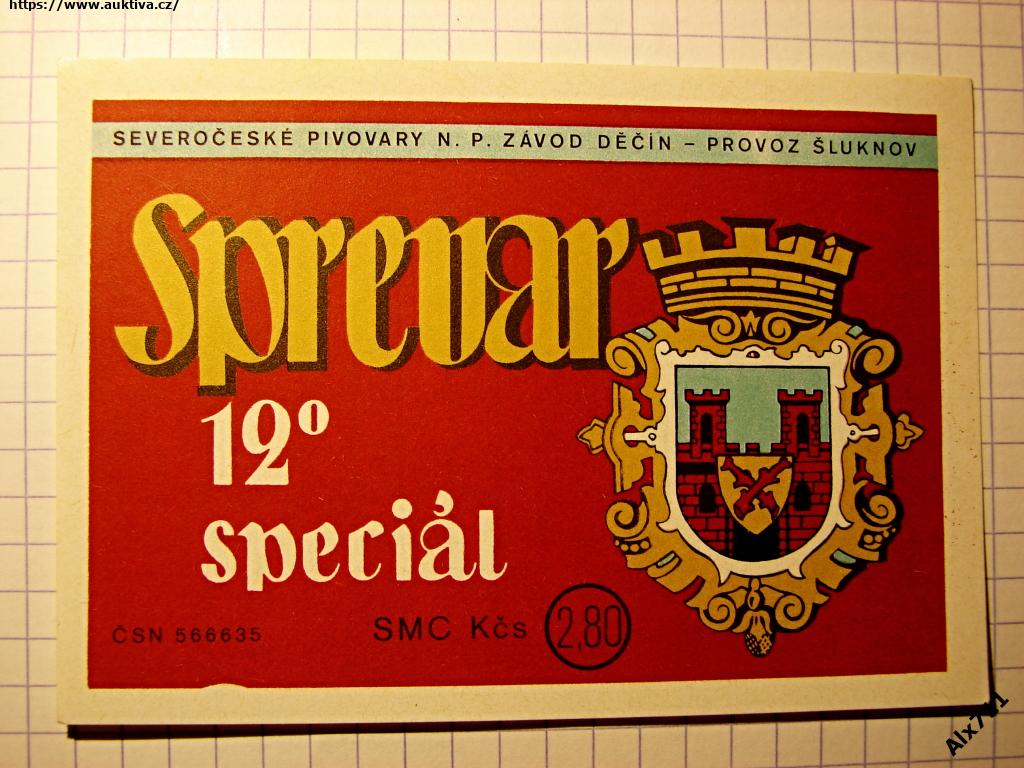 https://www.auktiva.cz/
SEVEROČESKÉ PIVOVARY N. P. ZÁVOD DĚČÍN – PROVOZ ŠLUKNOV
Sprevar
12°
speciál
ČSN 566635 SMC Kčs 2,80